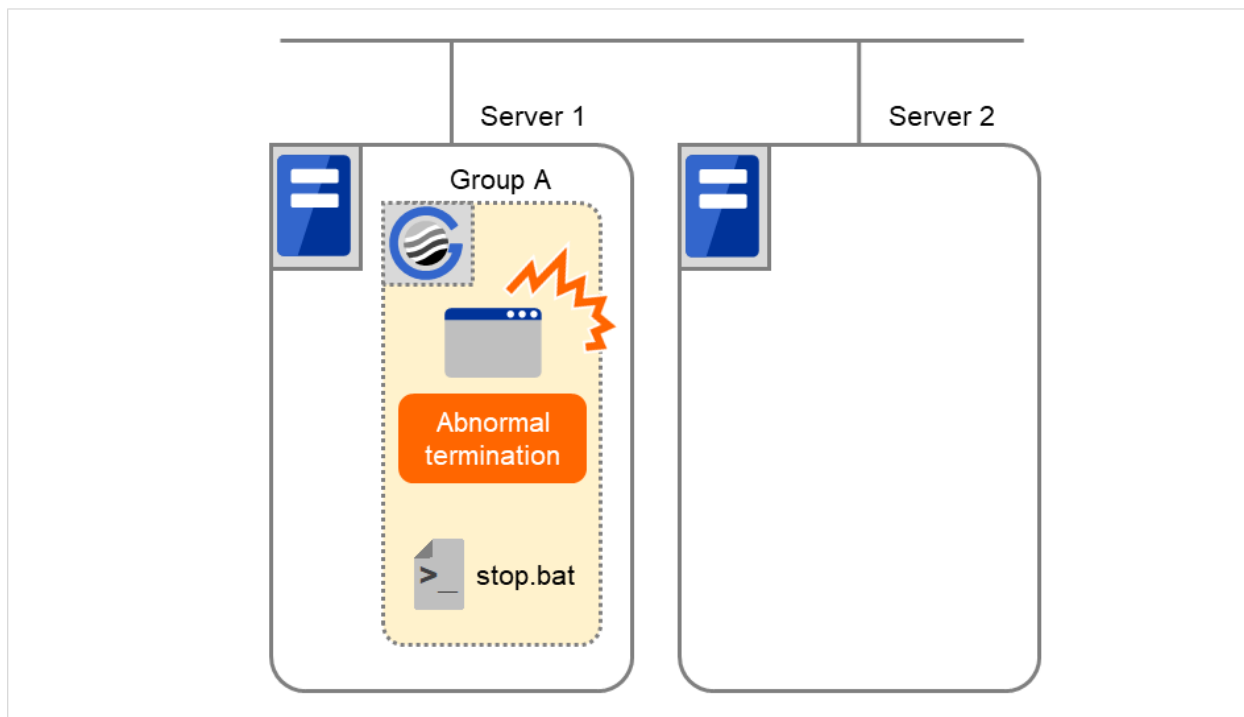 Server 1
Server 2
Group A
Abnormal
termination
>_
stop.bat